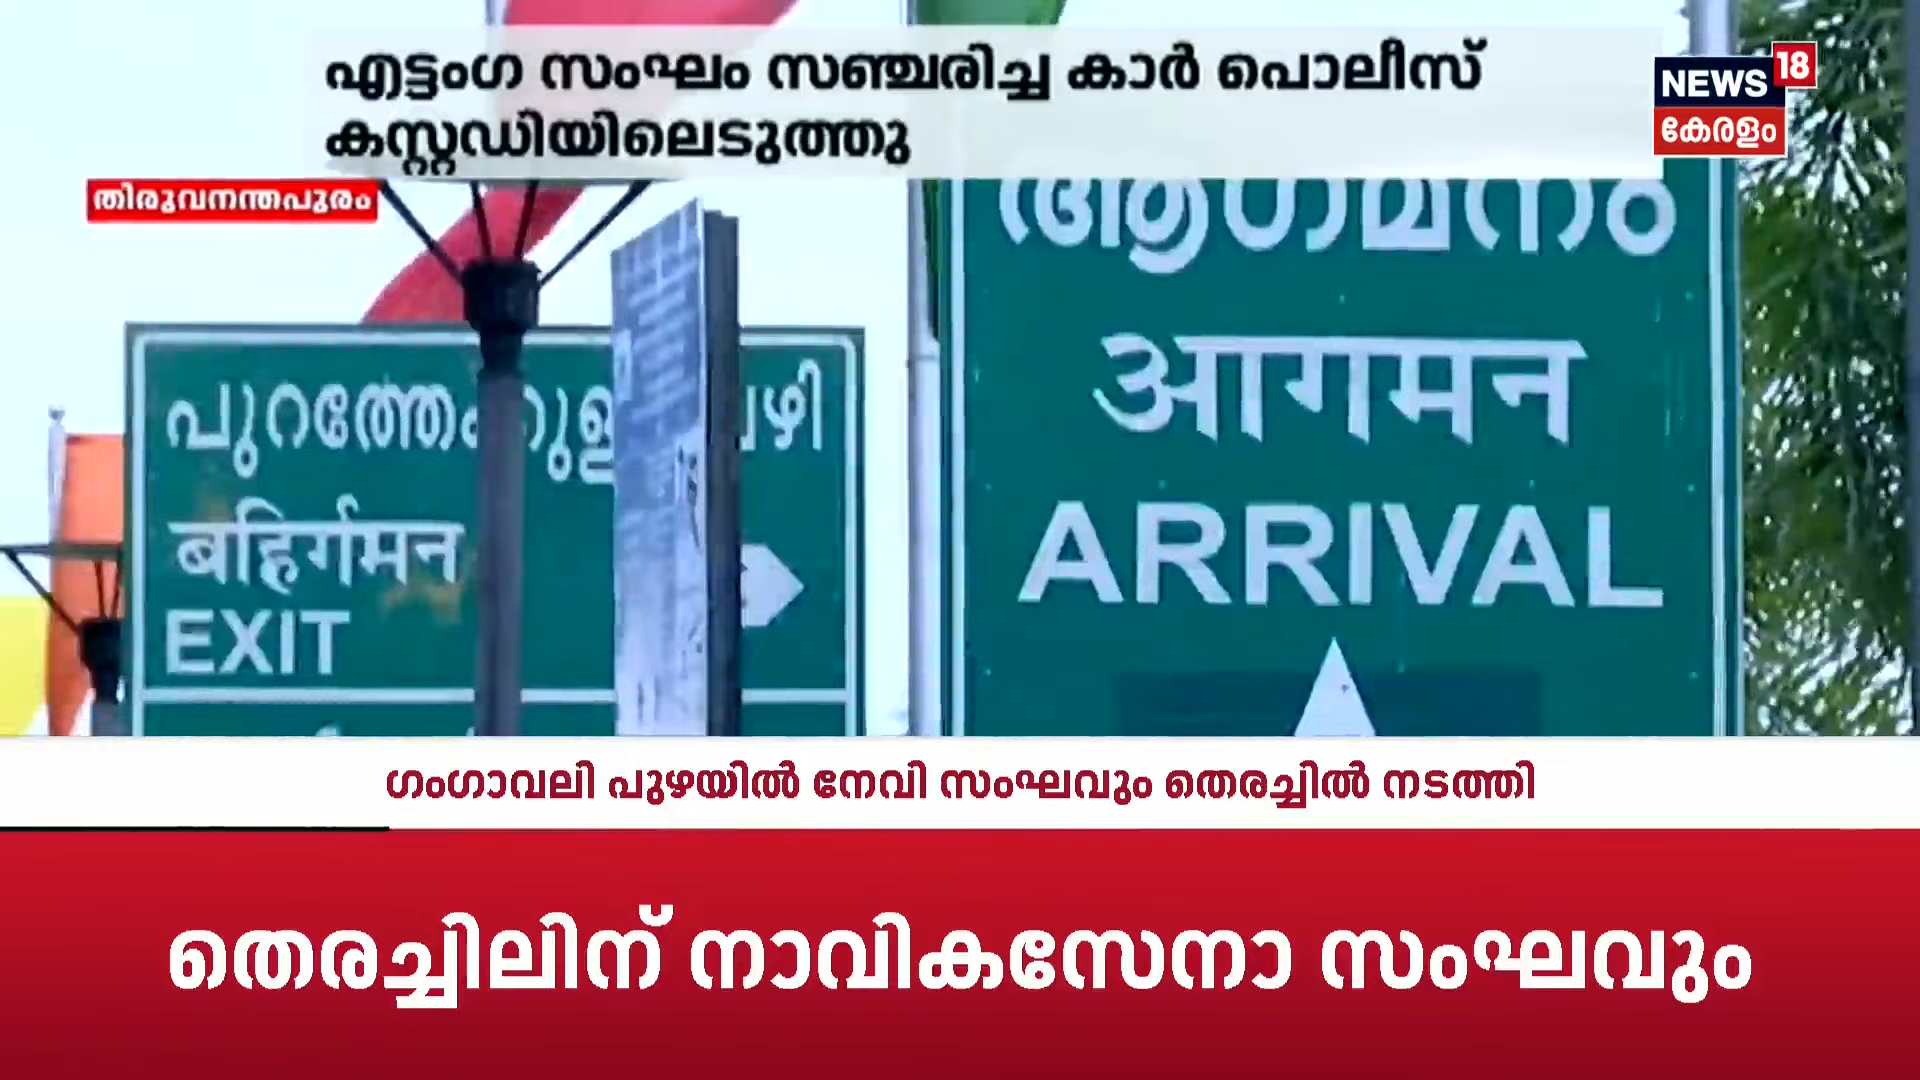 എട്ടംഗ സംഘം സഞ്ചരിച്ച കാർ പൊലീസ്
കസ്റ്റഡിയിലെടുത്തു
NEWS 18
കേരളം
തിരുവനന്തപുരം
ആഗമനം
आगमन
ARRIVAL
बहिर्गमन
EXIT
ഗംഗാവലി പുഴയിൽ നേവി സംഘവും തെരച്ചിൽ നടത്തി
തെരച്ചിലിന് നാവികസേനാ സംഘവും